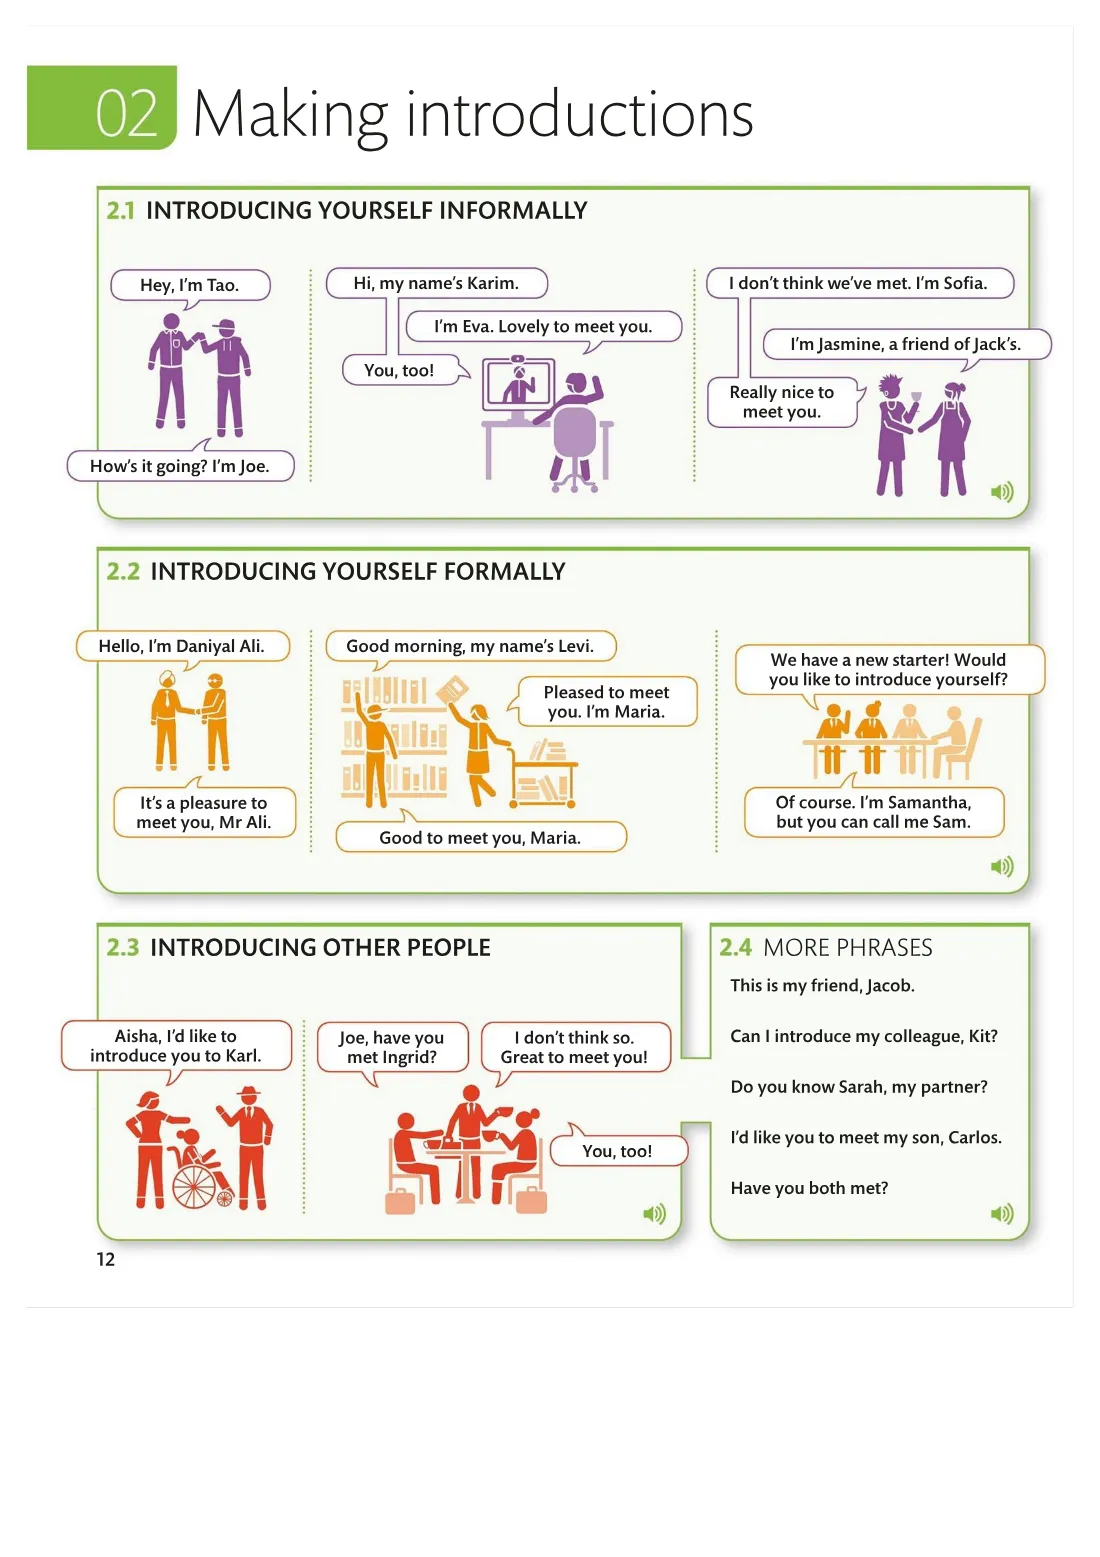 02 Making introductions
2.1 INTRODUCING YOURSELF INFORMALLY
Hey, I'm Tao.
How's it going? I'm Joe.
Hi, my name's Karim.
I'm Eva. Lovely to meet you.
You, too!
I don't think we've met. I'm Sofia.
I'm Jasmine, a friend of Jack's.
Really nice to
meet you.
2.2 INTRODUCING YOURSELF FORMALLY
Hello, I'm Daniyal Ali.
It's a pleasure to
meet you, Mr Ali.
Good morning, my name's Levi.
Pleased to meet
you. I'm Maria.
Good to meet you, Maria.
We have a new starter! Would
you like to introduce yourself?
Of course. I'm Samantha,
but you can call me Sam.
2.3 INTRODUCING OTHER PEOPLE
Aisha, I'd like to
introduce you to Karl.
Joe, have you
met Ingrid?
I don't think so.
Great to meet you!
You, too!
2.4 MORE PHRASES
This is my friend, Jacob.
Can I introduce my colleague, Kit?
Do you know Sarah, my partner?
I'd like you to meet my son, Carlos.
Have you both met?
12